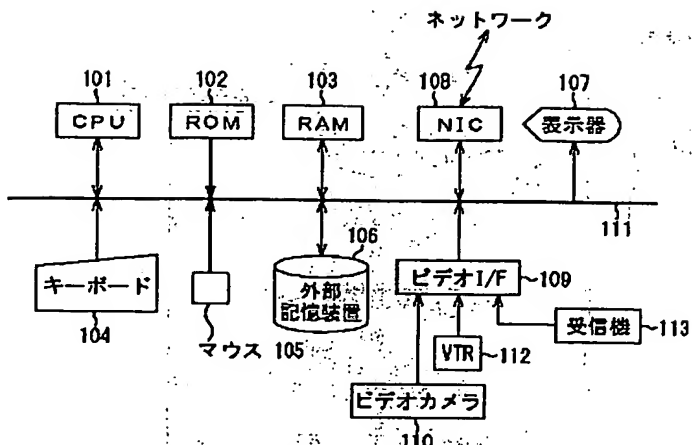 ネットワーク
101
102
103
108
107
CPU
ROM
RAM
NIC
表示器
111
106
キーボード
外部
記憶装置
ビデオI/F
109
104
マウス 105
VTR
112
受信機
113
ビデオカメラ
110